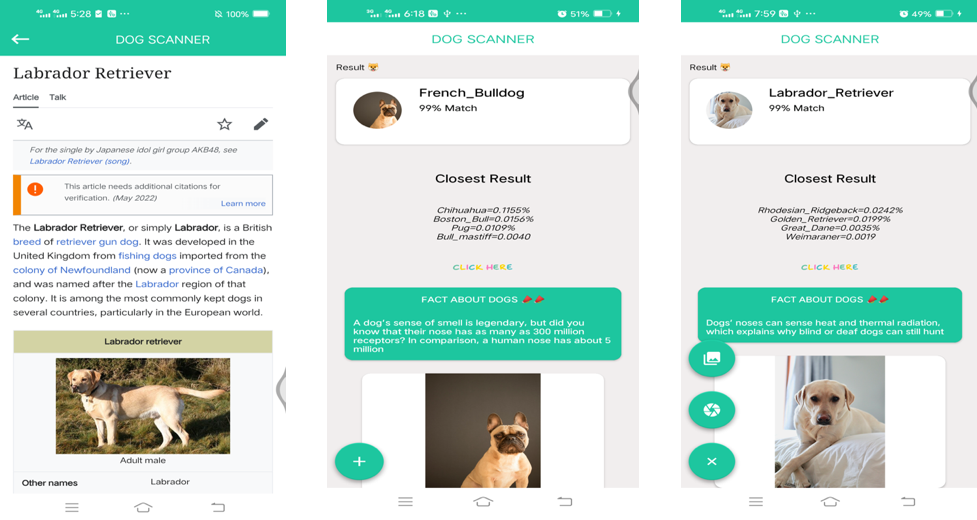 4G 4G 5:28
100%
DOG SCANNER
Labrador Retriever
Article Talk
For the single by Japanese idol girl group AKB48, see
Labrador Retriever (song).
This article needs additional citations for
verification. (May 2022)
Learn more
The Labrador Retriever, or simply Labrador, is a British
breed of retriever gun dog. It was developed in the
United Kingdom from fishing dogs imported from the
colony of Newfoundland (now a province of Canada),
and was named after the Labrador region of that
colony. It is among the most commonly kept dogs in
several countries, particularly in the European world.
Labrador retriever
Adult male
Other names Labrador
6:18
51%
DOG SCANNER
Result
French_Bulldog
99% Match
Closest Result
Chihuahua=0.1155%
Boston_Bull=0.0156%
Pug=0.0109%
Bull_mastiff=0.0040
CLICK HERE
FACT ABOUT DOGS
A dog's sense of smell is legendary, but did you
know that their nose has as many as 300 million
receptors? In comparison, a human nose has about 5
million
4G 4G 7:59
49%
DOG SCANNER
Result
Labrador_Retriever
99% Match
Closest Result
Rhodesian_Ridgeback=0.0242%
Golden_Retriever=0.0199%
Great_Dane=0.0035%
Weimaraner=0.0019
CLICK HERE
FACT ABOUT DOGS
Dogs' noses can sense heat and thermal radiation,
which explains why blind or deaf dogs can still hunt